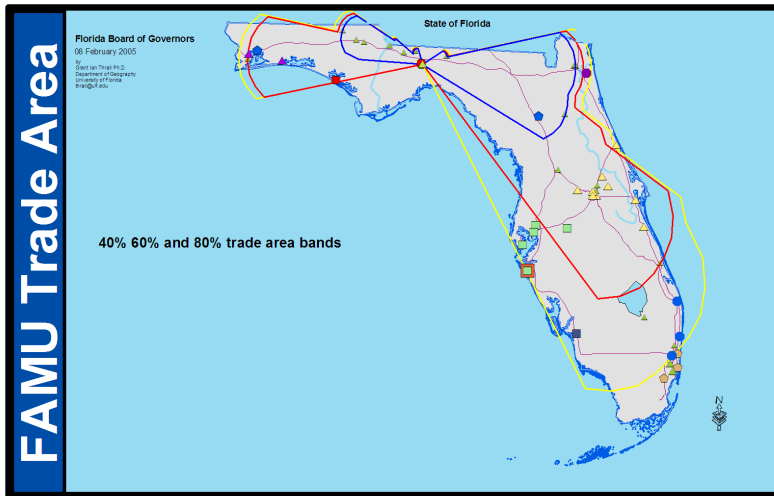 FAMU Trade Area
State of Florida
Florida Board of Governors
08 February 2005
by
Grant Ian Thrall Ph.D.
Department of Geography
University of Florida
thrall@ufl.edu
40% 60% and 80% trade area bands
N